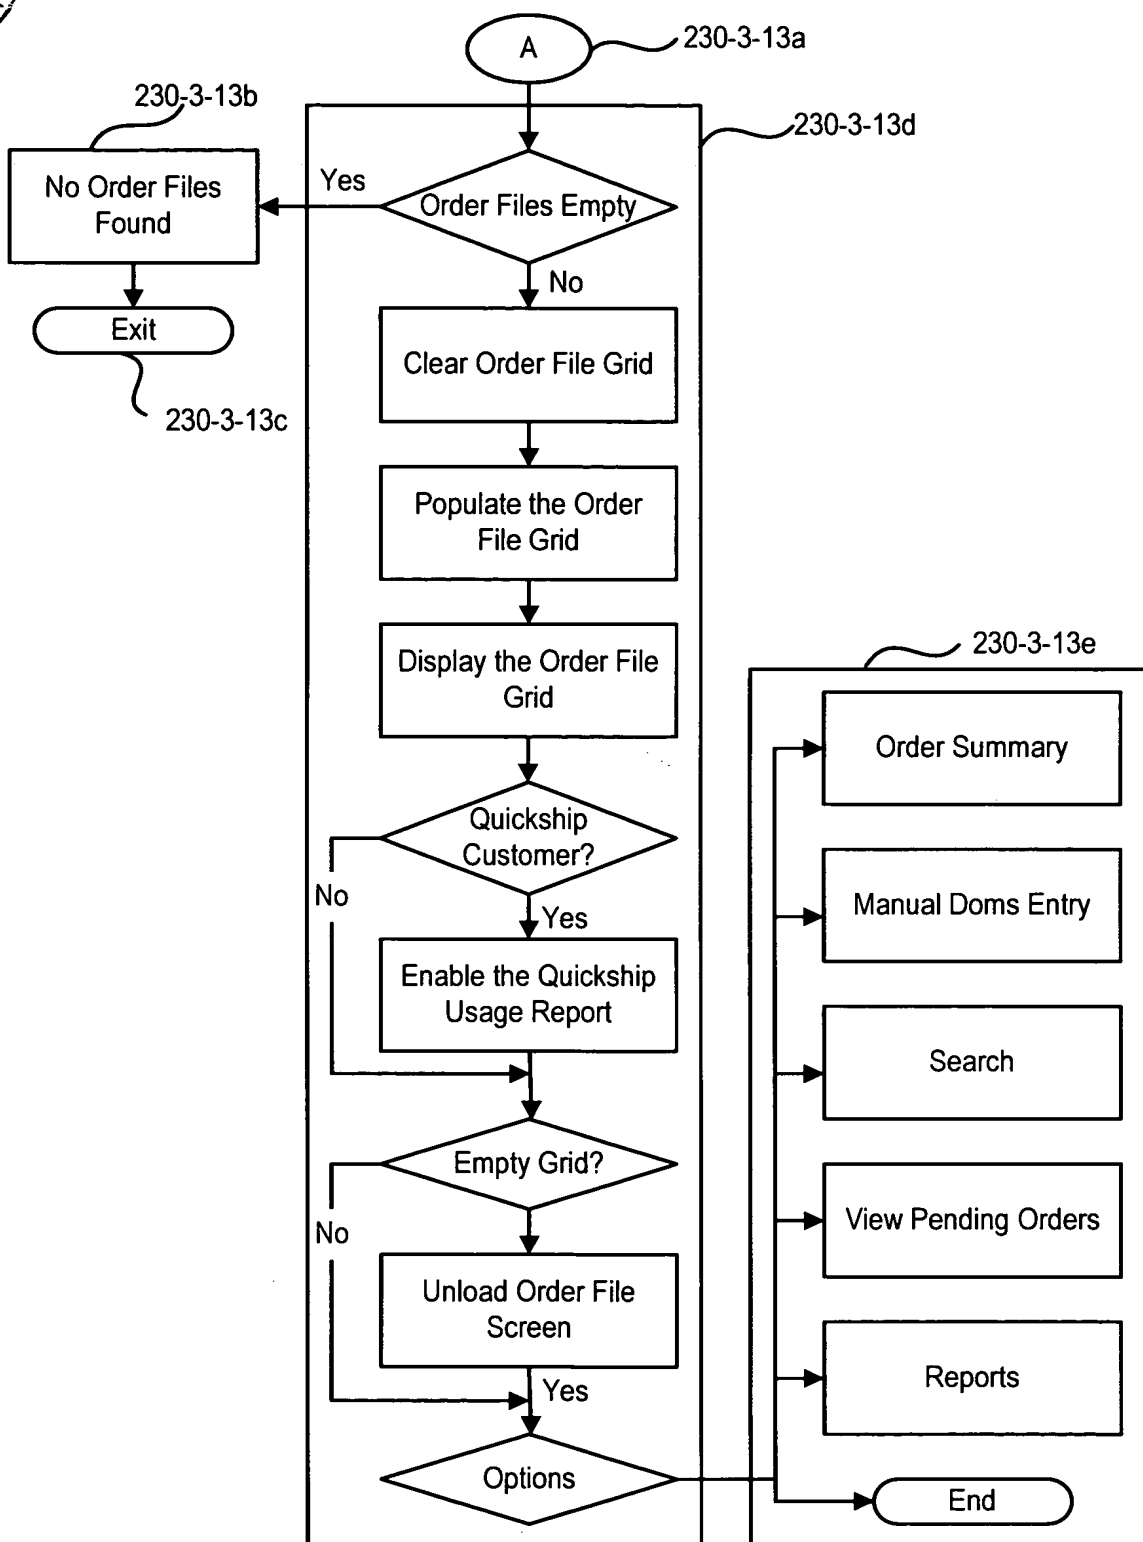 A
230-3-13a
230-3-13b
230-3-13d
No Order Files
Found
Yes
Order Files Empty
No
Exit
230-3-13c
Clear Order File Grid
Populate the Order
File Grid
Display the Order File
Grid
230-3-13e
Order Summary
Quickship
Customer?
No
Yes
Manual Doms Entry
Enable the Quickship
Usage Report
Search
Empty Grid?
No
View Pending Orders
Unload Order File
Screen
Yes
Reports
Options
End